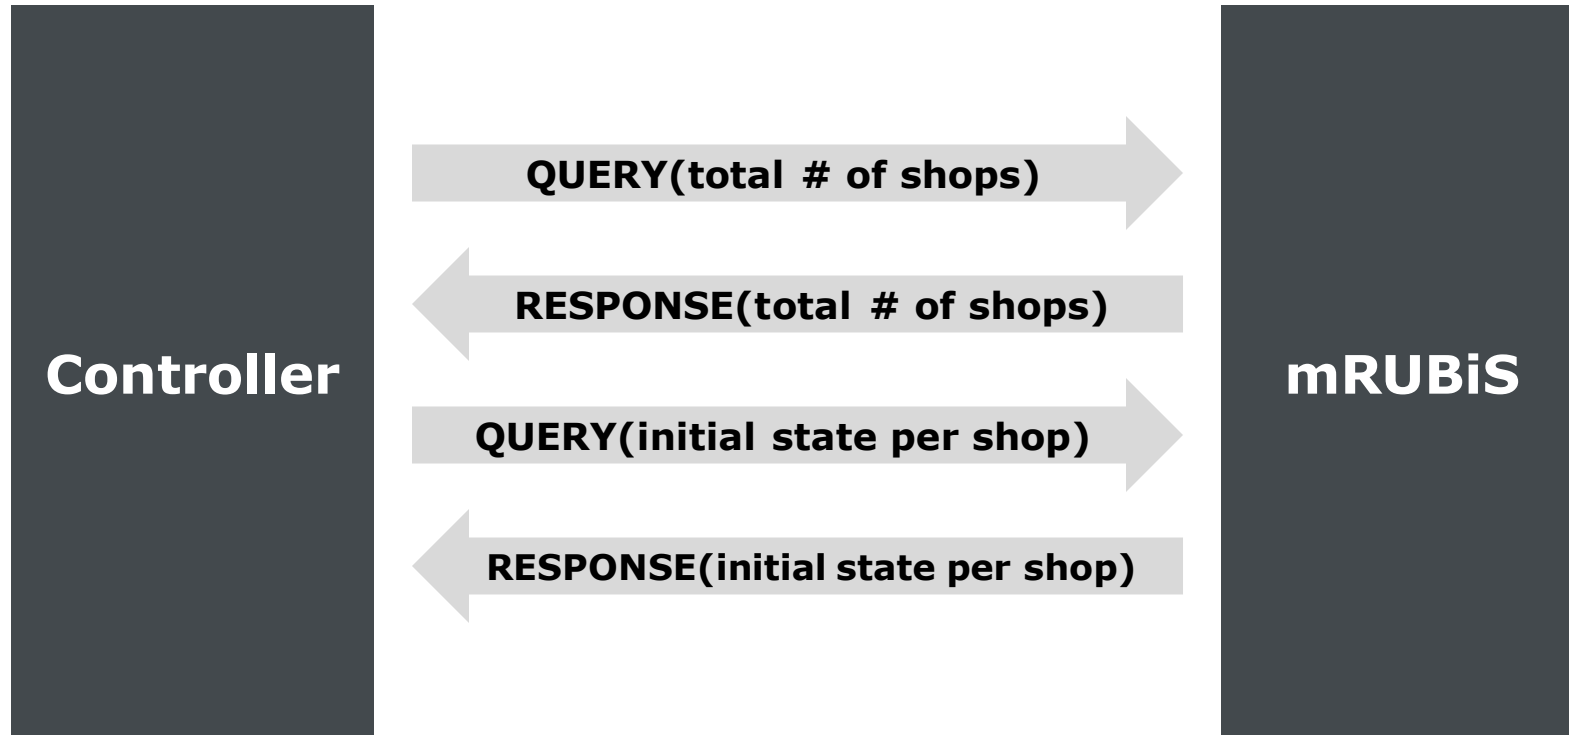 QUERY(total # of shops)
RESPONSE(total # of shops)
Controller
mRUBiS
QUERY(initial state per shop)
RESPONSE(initial state per shop)